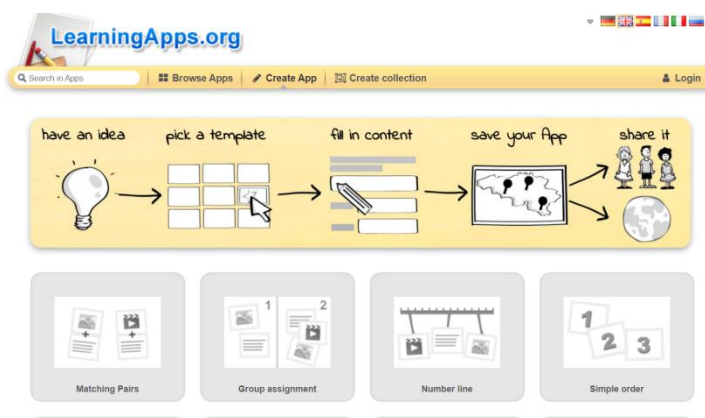 LearningApps.org
Search in Apps
Browse Apps
Create App
Create collection
Login
have an idea
pick a template
fill in content
save your App
share it
1
2
1
2
3
Matching Pairs
Group assignment
Number line
Simple order